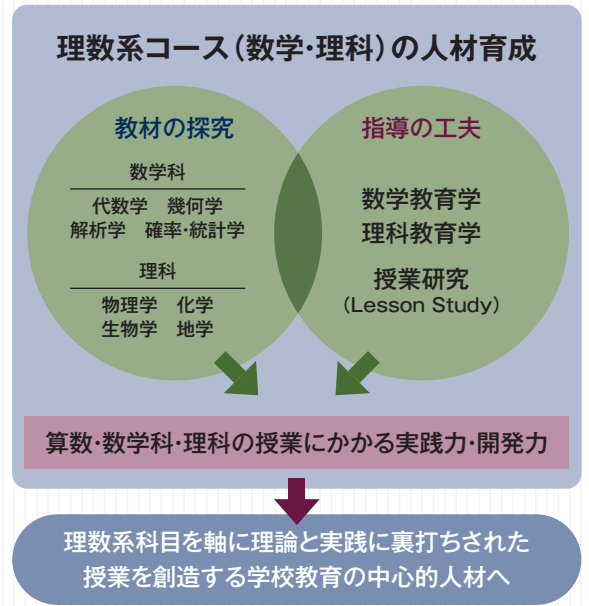 理数系コース（数学・理科）の人材育成
教材の探究
数学科
代数学　幾何学
解析学　確率・統計学
理科
物理学　化学
生物学　地学
指導の工夫
数学教育学
理科教育学
授業研究
（Lesson Study）
算数・数学科・理科の授業にかかる実践力・開発力
理数系科目を軸に理論と実践に裏打ちされた
授業を創造する学校教育の中心的人材へ